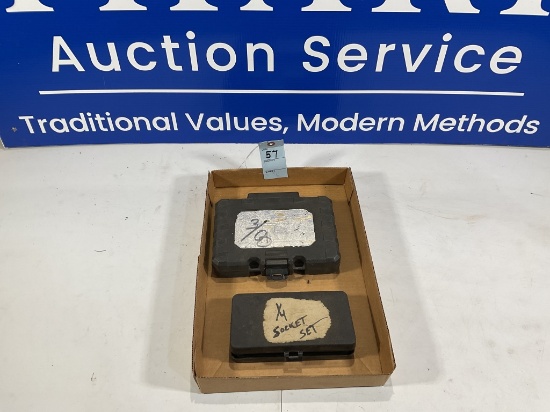 Auction Service
Traditional Values, Modern Methods
57
3/8
1/4
SOCKET
SET